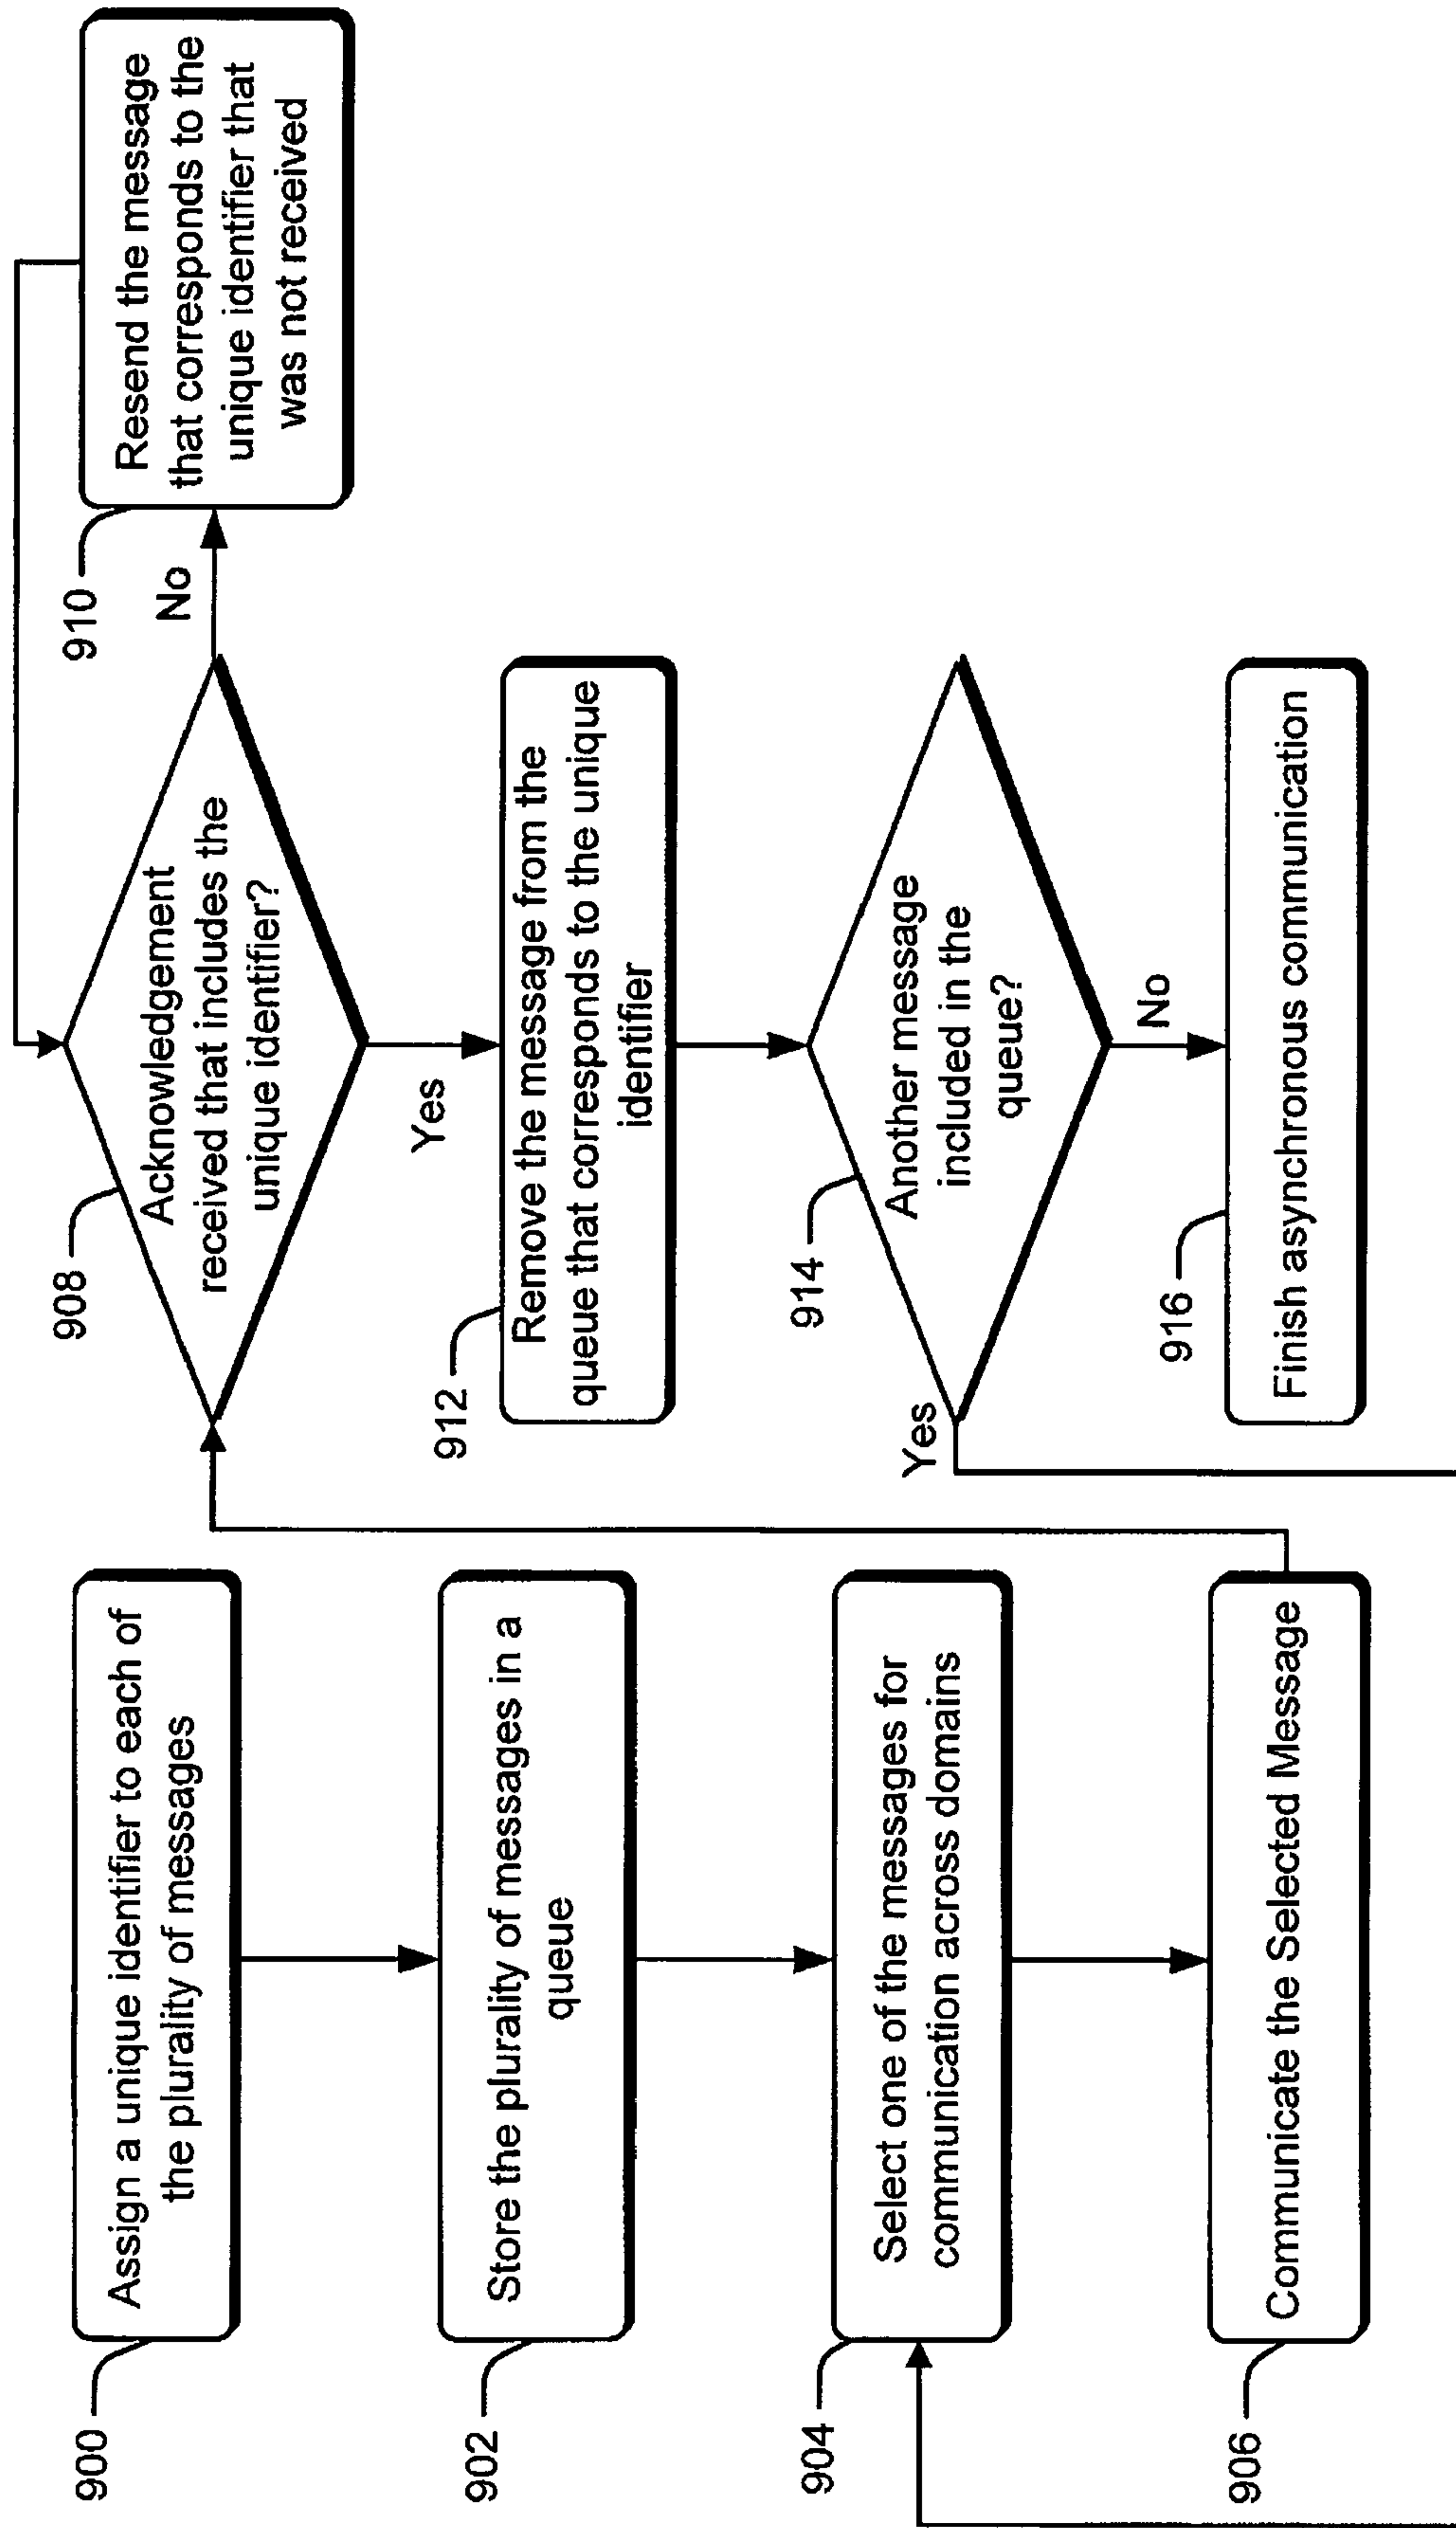 900
Assign a unique identifier to each of
the plurality of messages
902
Store the plurality of messages in a
queue
904
Select one of the messages for
communication across domains
906
Communicate the Selected Message
908
Acknowledgement
received that includes the
unique identifier?
No
910
Resend the message
that corresponds to the
unique identifier that
was not received
Yes
912
Remove the message from the
queue that corresponds to the unique
identifier
914
Another message
included in the
queue?
Yes
No
916
Finish asynchronous communication